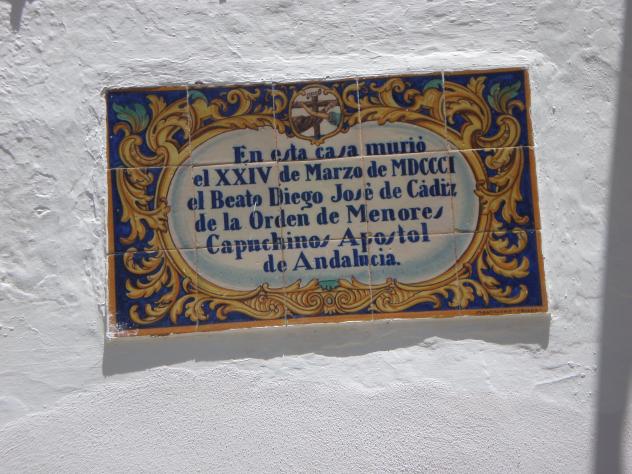 En esta casa murió
el XXIV de Marzo de MDCCCI
el Beato Diego Josè de Cádiz
de la Orden de Menores
Capuchinos Apostol
de Andalucia.